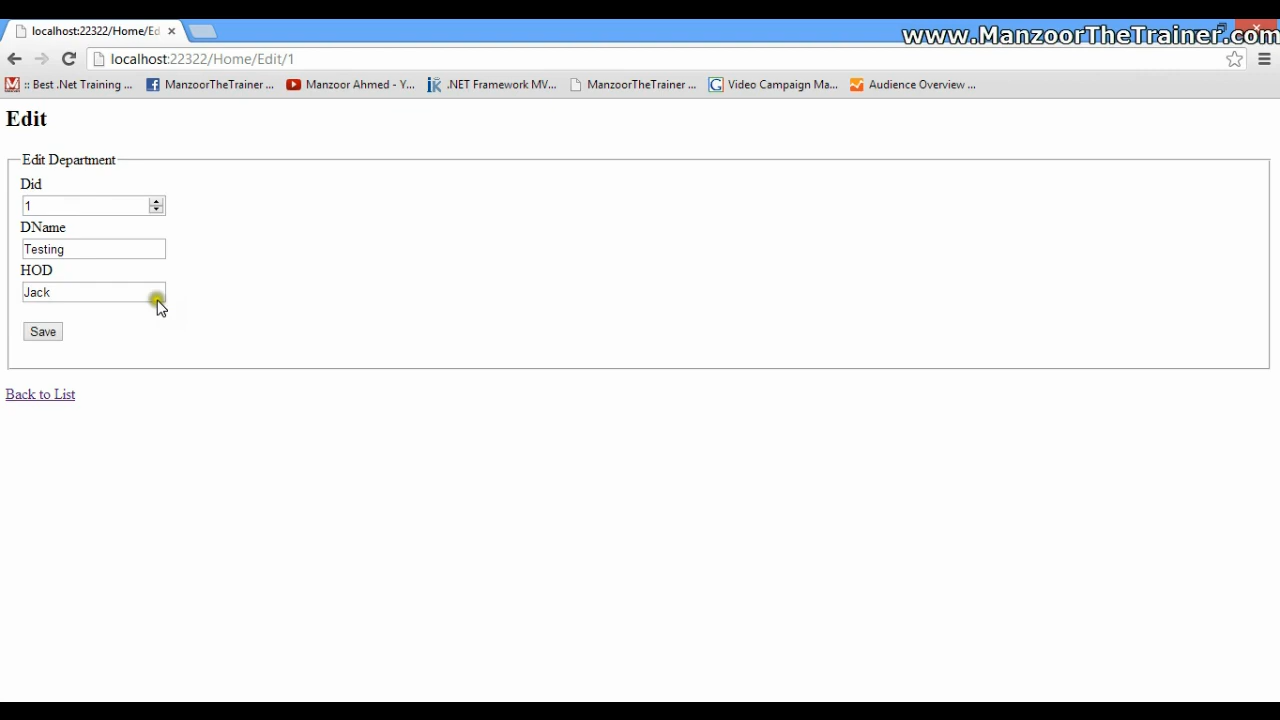 localhost:22322/Home/Ed
www.ManzoorTheTrainer.com
localhost:22322/Home/Edit/1
:: Best .Net Training ... ManzoorTheTrainer ... Manzoor Ahmed - Y... .NET Framework MV... ManzoorTheTrainer ... Video Campaign Ma... Audience Overview ...
Edit
Edit Department
Did
1
DName
Testing
HOD
Jack
Save
Back to List